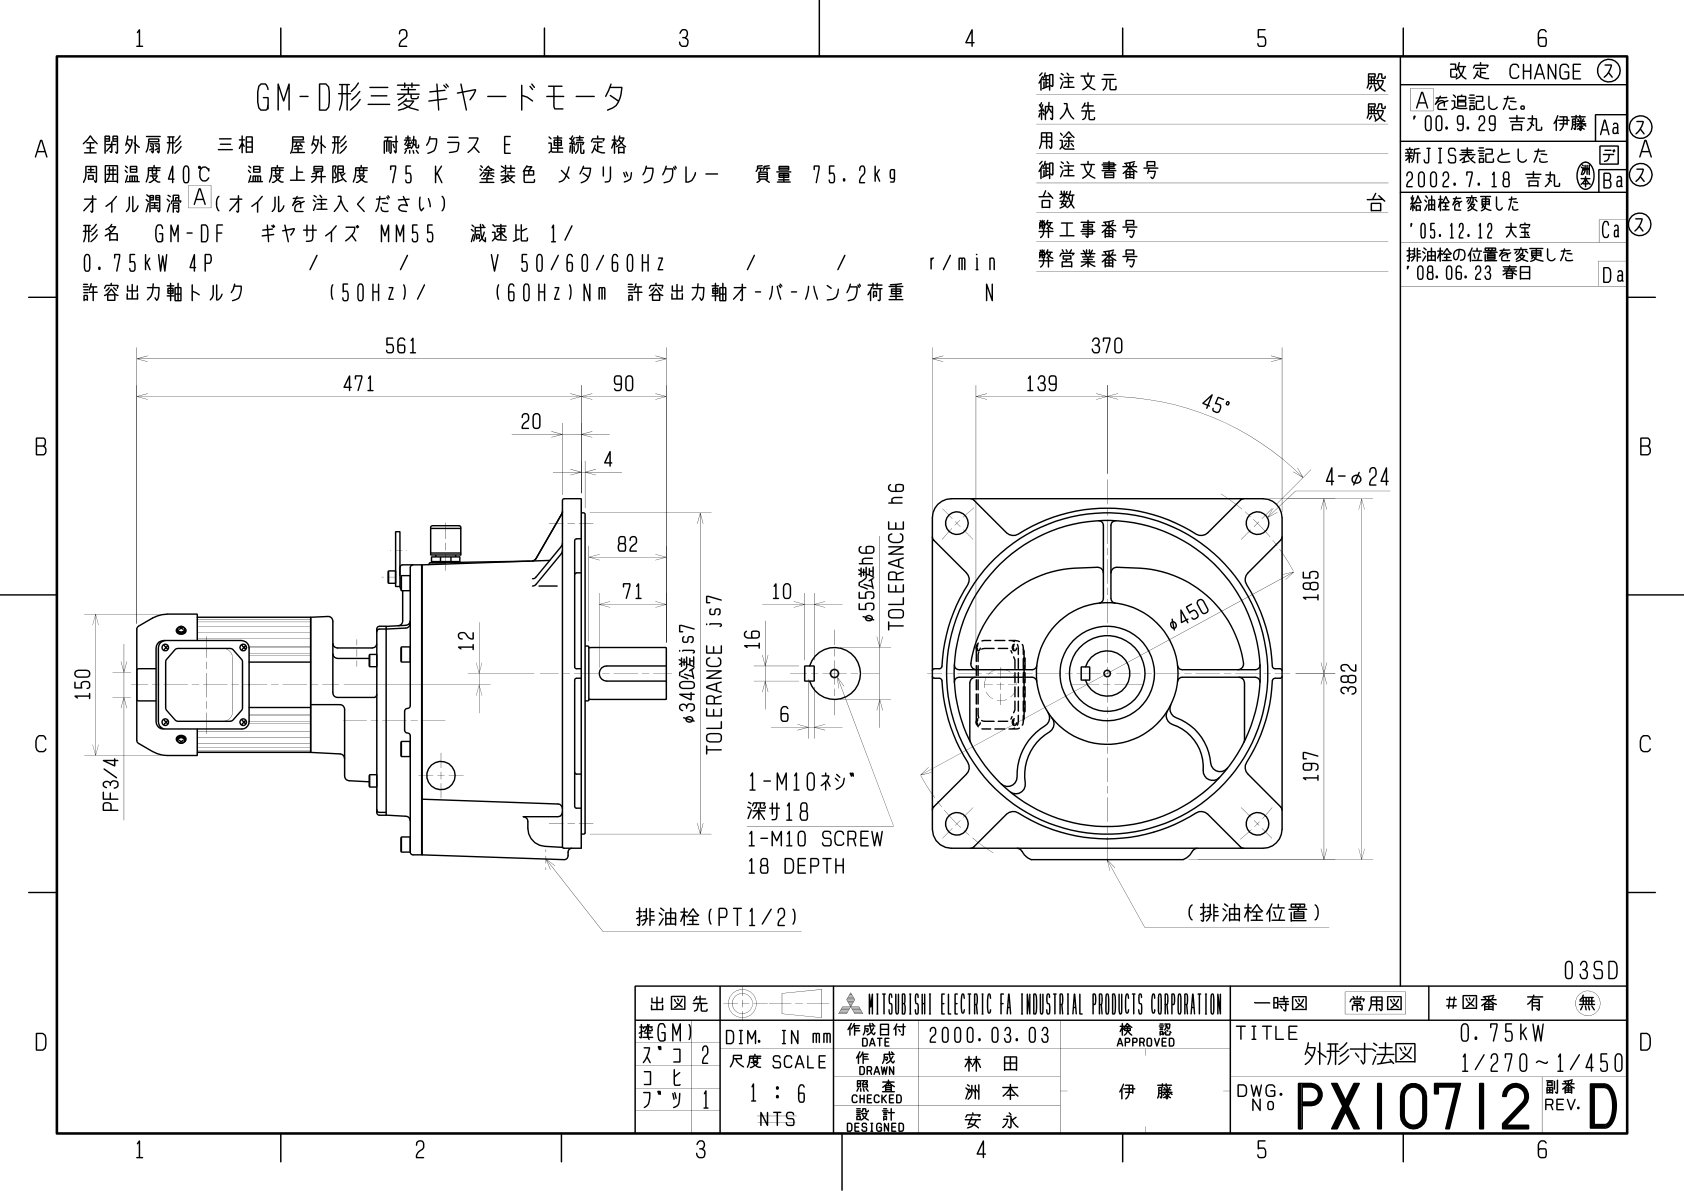 1 2 3 4 5 6
GM-D形三菱ギヤードモータ
全閉外扇形 三相 屋外形 耐熱クラス E 連続定格
周囲温度40℃ 温度上昇限度 75 K 塗装色 メタリックグレー 質量 75.2kg
オイル潤滑 A (オイルを注入ください)
形名 GM-DF ギヤサイズ MM55 減速比 1/
0.75kW 4P / / V 50/60/60Hz / / r/min
許容出力軸トルク (50Hz)/ (60Hz)Nm 許容出力軸オ-バ-ハング荷重 N
御注文元 殿
納入先 殿
用途
御注文書番号
台数 台
弊工事番号
弊営業番号
改定 CHANGE ス
Aを追記した。
'00.9.29 吉丸 伊藤 Aa ス
新JIS表記とした デ
2002.7.18 吉丸 洲本 Ba ス
給油栓を変更した
'05.12.12 大宝 Ca ス
排油栓の位置を変更した
'08.06.23 春日 Da
A A
B B
C C
D D
561
471 90
20
4
82
71
12
150
PF3/4
φ340公差js7
TOLERANCE js7
10
16
6
φ55公差h6
TOLERANCE h6
1-M10ネジ
深サ18
1-M10 SCREW
18 DEPTH
排油栓(PT1/2)
370
139
45°
4-φ24
φ450
185
382
197
(排油栓位置)
03SD
出図先
GM)
ズコ 2
コヒ
ブツ 1
DIM. IN mm
尺度 SCALE
1 : 6
NTS
MITSUBISHI ELECTRIC FA INDUSTRIAL PRODUCTS CORPORATION
作成日付 DATE 2000.03.03
作成 DRAWN 林田
照査 CHECKED 洲本
設計 DESIGNED 安永
検認 APPROVED
伊藤
一時図 常用図 #図番 有 無
TITLE 0.75kW
外形寸法図 1/270~1/450
DWG. No PX10712 副番 REV. D
1 2 3 4 5 6